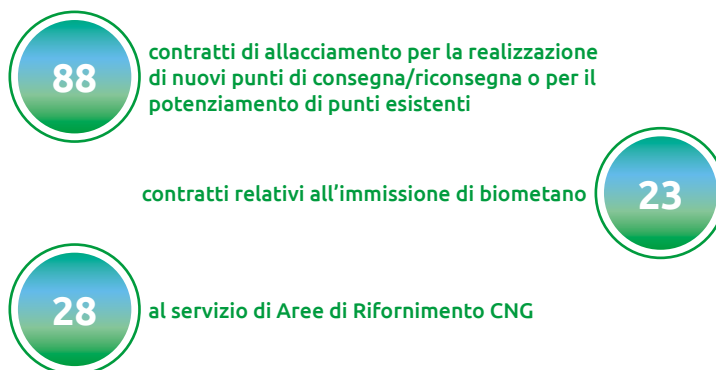 88
contratti di allacciamento per la realizzazione
di nuovi punti di consegna/riconsegna o per il
potenziamento di punti esistenti
contratti relativi all'immissione di biometano
23
28
al servizio di Aree di Rifornimento CNG